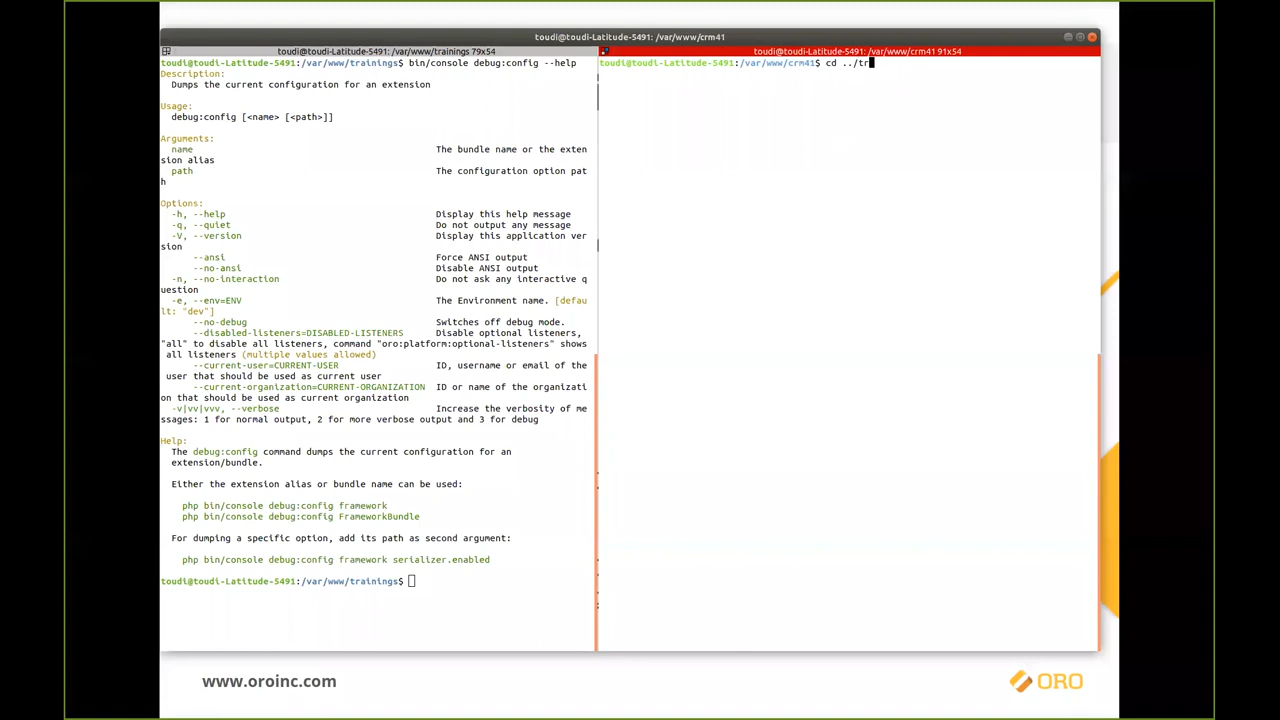 toudi@toudi-Latitude-5491: /var/www/crm41
toudi@toudi-Latitude-5491: /var/www/trainings 79x54
toudi@toudi-Latitude-5491: /var/www/crm41 91x54
toudi@toudi-Latitude-5491:/var/www/trainings$ bin/console debug:config --help
Description:
  Dumps the current configuration for an extension
Usage:
  debug:config [<name> [<path>]]
Arguments:
  name                                             The bundle name or the exten
sion alias
  path                                             The configuration option pat
h
Options:
  -h, --help                                       Display this help message
  -q, --quiet                                      Do not output any message
  -V, --version                                    Display this application ver
sion
      --ansi                                       Force ANSI output
      --no-ansi                                    Disable ANSI output
  -n, --no-interaction                             Do not ask any interactive q
uestion
  -e, --env=ENV                                    The Environment name. [defau
lt: "dev"]
      --no-debug                                   Switches off debug mode.
      --disabled-listeners=DISABLED-LISTENERS      Disable optional listeners,
"all" to disable all listeners, command "oro:platform:optional-listeners" shows
 all listeners (multiple values allowed)
      --current-user=CURRENT-USER                  ID, username or email of the
 user that should be used as current user
      --current-organization=CURRENT-ORGANIZATION  ID or name of the organizati
on that should be used as current organization
  -v|vv|vvv, --verbose                             Increase the verbosity of me
ssages: 1 for normal output, 2 for more verbose output and 3 for debug
Help:
  The debug:config command dumps the current configuration for an
  extension/bundle.
  Either the extension alias or bundle name can be used:
    php bin/console debug:config framework
    php bin/console debug:config FrameworkBundle
  For dumping a specific option, add its path as second argument:
    php bin/console debug:config framework serializer.enabled
toudi@toudi-Latitude-5491:/var/www/trainings$
toudi@toudi-Latitude-5491:/var/www/crm41$ cd ../tr
www.oroinc.com
ORO